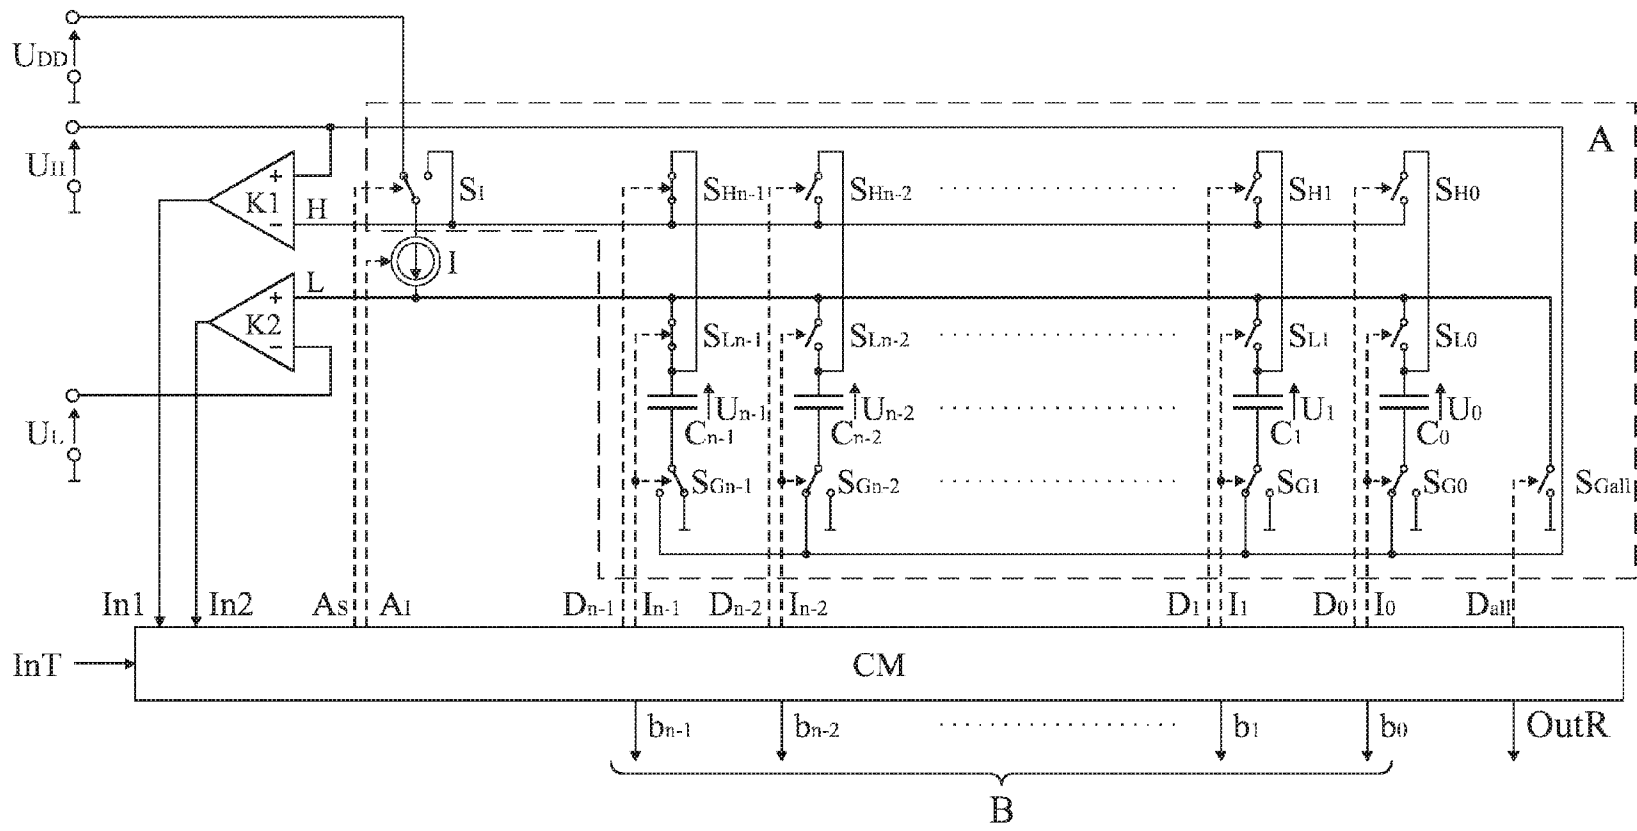 UDD
UH
A
K1
H
SI
SHn-1
SHn-2
SH1
SH0
I
L
K2
SLn-1
SLn-2
SL1
SL0
UL
Un-1
Cn-1
Un-2
Cn-2
U1
C1
U0
C0
SGn-1
SGn-2
SG1
SG0
SGall
In1
In2
AS
AI
Dn-1
In-1
Dn-2
In-2
D1
I1
D0
I0
Dall
InT
CM
bn-1
bn-2
b1
b0
OutR
B